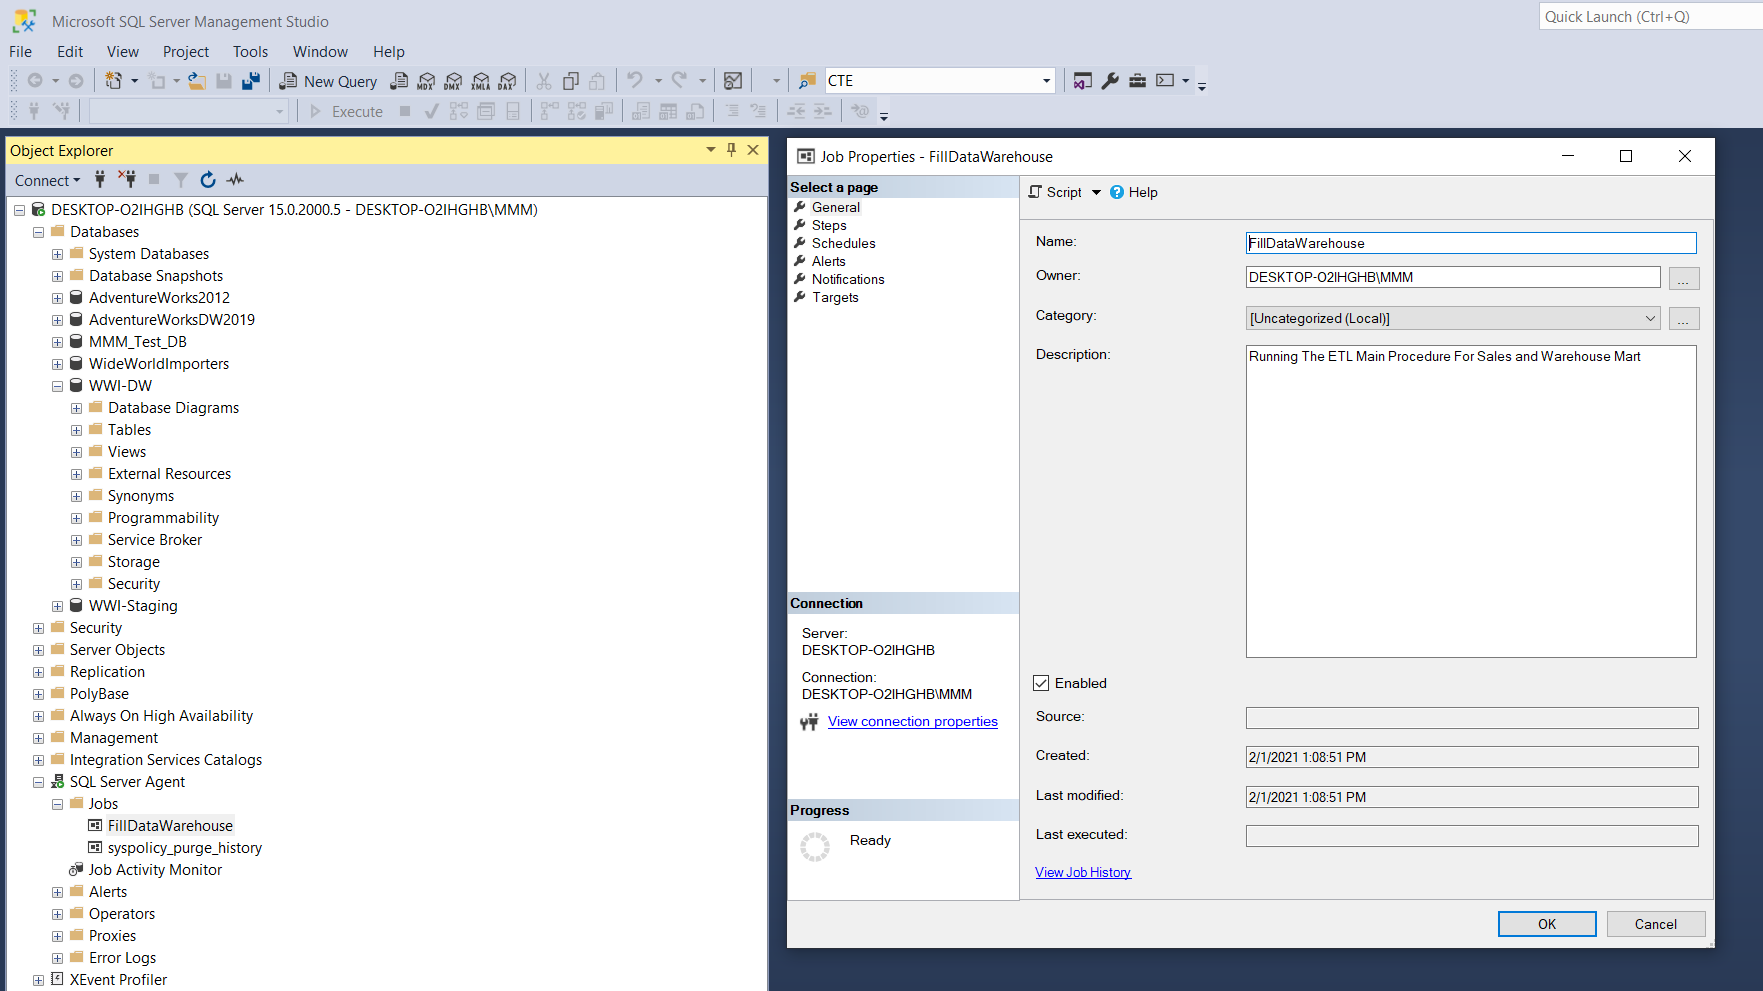 Microsoft SQL Server Management Studio
Quick Launch (Ctrl+Q)
File Edit View Project Tools Window Help
New Query MDX DMX XMLA DAX CTE
Execute
Object Explorer
Connect
DESKTOP-O2IHGHB (SQL Server 15.0.2000.5 - DESKTOP-O2IHGHB\MMM)
Databases
System Databases
Database Snapshots
AdventureWorks2012
AdventureWorksDW2019
MMM_Test_DB
WideWorldImporters
WWI-DW
Database Diagrams
Tables
Views
External Resources
Synonyms
Programmability
Service Broker
Storage
Security
WWI-Staging
Security
Server Objects
Replication
PolyBase
Always On High Availability
Management
Integration Services Catalogs
SQL Server Agent
Jobs
FillDataWarehouse
syspolicy_purge_history
Job Activity Monitor
Alerts
Operators
Proxies
Error Logs
XEvent Profiler
Job Properties - FillDataWarehouse
Select a page
General
Steps
Schedules
Alerts
Notifications
Targets
Connection
Server:
DESKTOP-O2IHGHB
Connection:
DESKTOP-O2IHGHB\MMM
View connection properties
Progress
Ready
Script Help
Name: FillDataWarehouse
Owner: DESKTOP-O2IHGHB\MMM ...
Category: [Uncategorized (Local)] ...
Description: Running The ETL Main Procedure For Sales and Warehouse Mart
Enabled
Source:
Created: 2/1/2021 1:08:51 PM
Last modified: 2/1/2021 1:08:51 PM
Last executed:
View Job History
OK Cancel